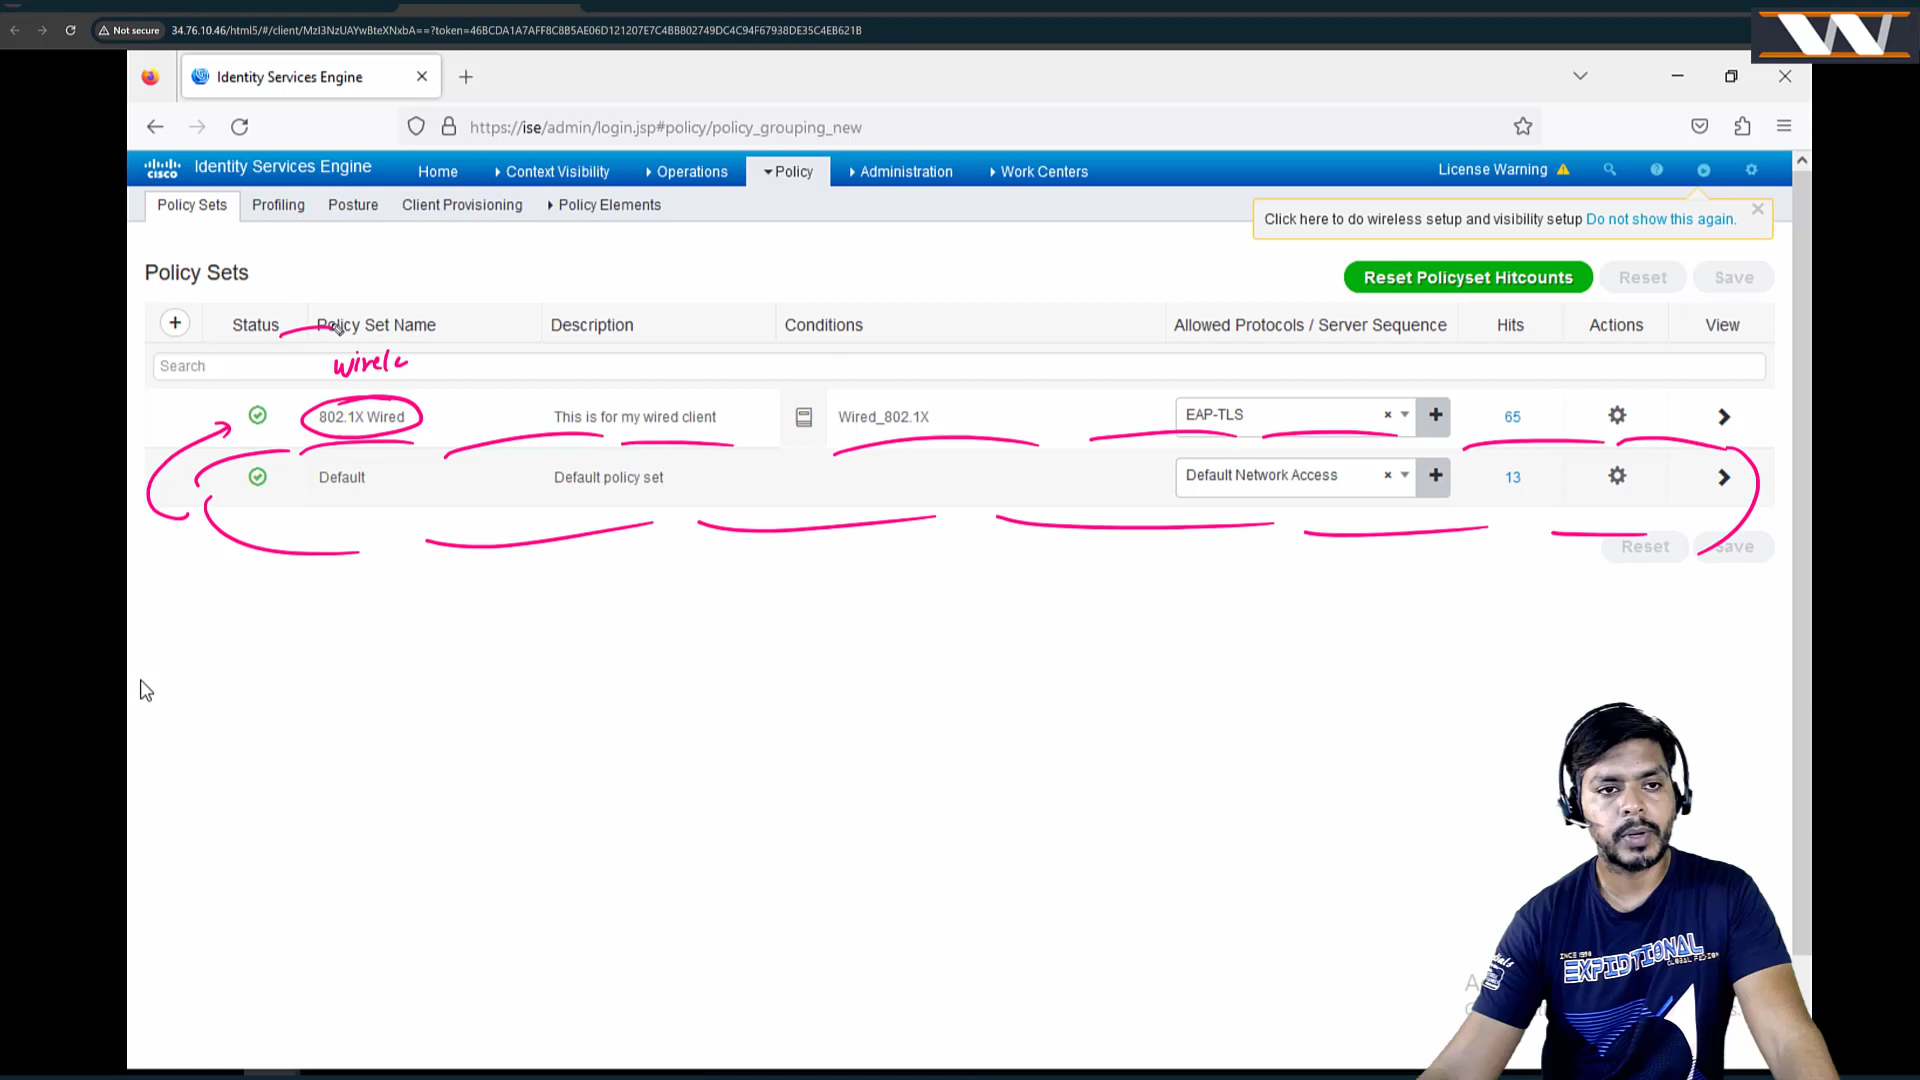 Not secure 34.76.10.46/html5/#/client/MzI3NzUAYwBteXNxbA==?token=46BCDA1A7AFF8C8B5AE06D121207E7C4BB802749DC4C94F67938DE35C4EB621B
Identity Services Engine
https://ise/admin/login.jsp#policy/policy_grouping_new
cisco Identity Services Engine Home Context Visibility Operations Policy Administration Work Centers License Warning
Policy Sets Profiling Posture Client Provisioning Policy Elements
Click here to do wireless setup and visibility setup Do not show this again.
Policy Sets
Reset Policyset Hitcounts Reset Save
Status Policy Set Name Description Conditions Allowed Protocols / Server Sequence Hits Actions View
Search
802.1X Wired This is for my wired client Wired_802.1X EAP-TLS 65
Default Default policy set Default Network Access 13
Reset Save
SINCE 1998
EXPIDTIONAL